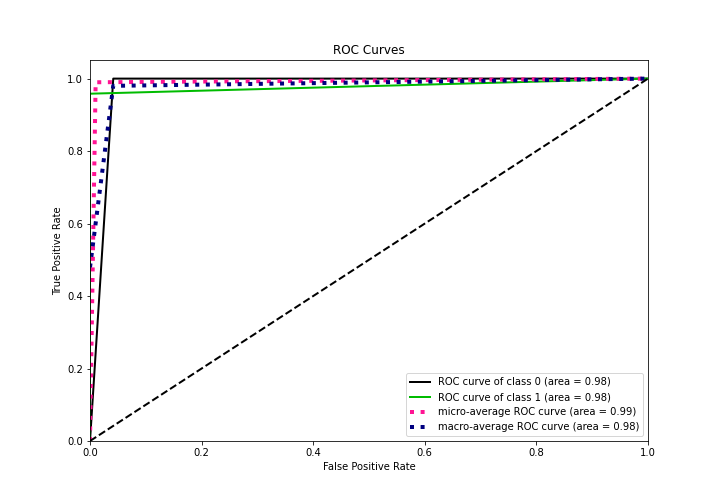 ROC Curves
True Positive Rate
1.0
0.8
0.6
0.4
0.2
0.0
0.0 0.2 0.4 0.6 0.8 1.0
False Positive Rate
ROC curve of class 0 (area = 0.98)
ROC curve of class 1 (area = 0.98)
micro-average ROC curve (area = 0.99)
macro-average ROC curve (area = 0.98)